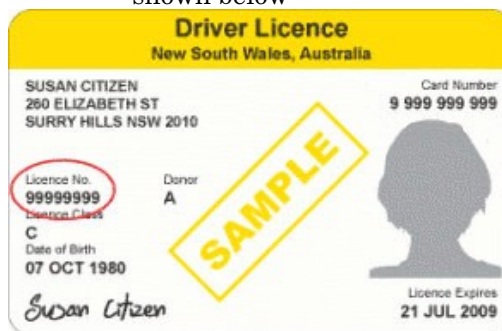 shown below
Driver Licence
New South Wales, Australia
SUSAN CITIZEN
260 ELIZABETH ST
SURRY HILLS NSW 2010
Card Number
9 999 999 999
Licence No.
99999999
Donor
A
Licence Class
C
Date of Birth
07 OCT 1980
SAMPLE
Susan Citizen
Licence Expires
21 JUL 2009